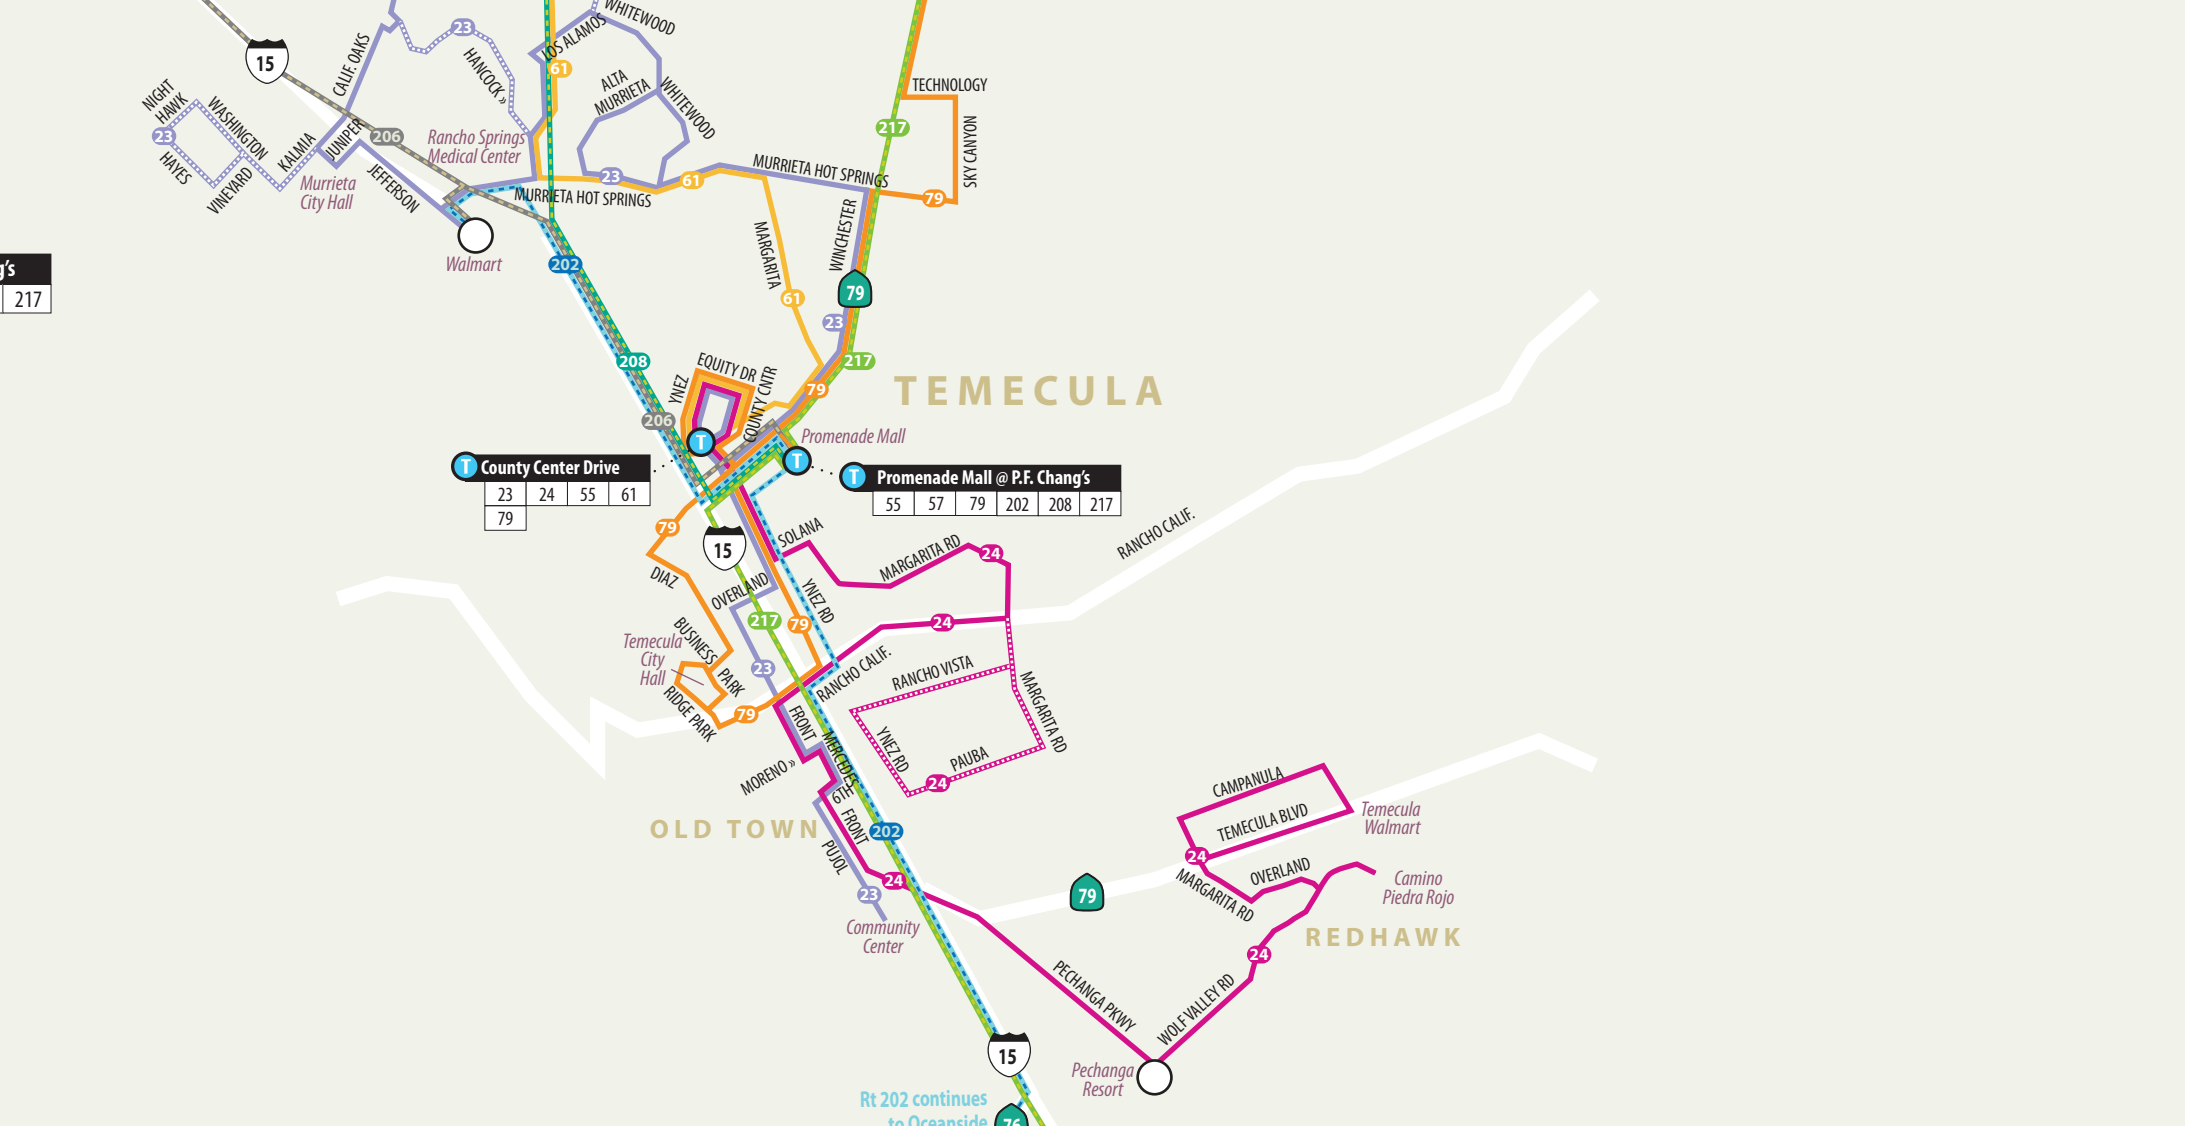 WHITEWOOD
23
LOS ALAMOS
15
CALIF. OAKS
HANCOCK »
61
ALTA
MURRIETA
WHITEWOOD
TECHNOLOGY
NIGHT
HAWK
WASHINGTON
23
HAYES
VINEYARD
KALMIA
JUNIPER
206
Rancho Springs
Medical Center
217
SKY CANYON
Murrieta
City Hall
JEFFERSON
MURRIETA HOT SPRINGS
23
61
MURRIETA HOT SPRINGS
79
Walmart
202
MARGARITA
WINCHESTER
g's
217
61
79
23
208
217
EQUITY DR
YNEZ
COUNTY CNTR
79
TEMECULA
206
T
Promenade Mall
T
T County Center Drive
23 24 55 61
79
T Promenade Mall @ P.F. Chang's
55 57 79 202 208 217
79
15
SOLANA
MARGARITA RD
24
RANCHO CALIF.
DIAZ
OVERLAND
YNEZ RD
217
79
24
BUSINESS
PARK
Temecula
City
Hall
23
RANCHO CALIF.
RANCHO VISTA
MARGARITA RD
RIDGE PARK
79
FRONT
MERCEDES
YNEZ RD
PAUBA
24
MORENO »
6TH
FRONT
OLD TOWN
202
PUJOL
CAMPANULA
TEMECULA BLVD
Temecula
Walmart
24
24
23
79
MARGARITA RD
OVERLAND
Camino
Piedra Rojo
Community
Center
REDHAWK
24
PECHANGA PKWY
WOLF VALLEY RD
15
Pechanga
Resort
Rt 202 continues
to Oceanside
76